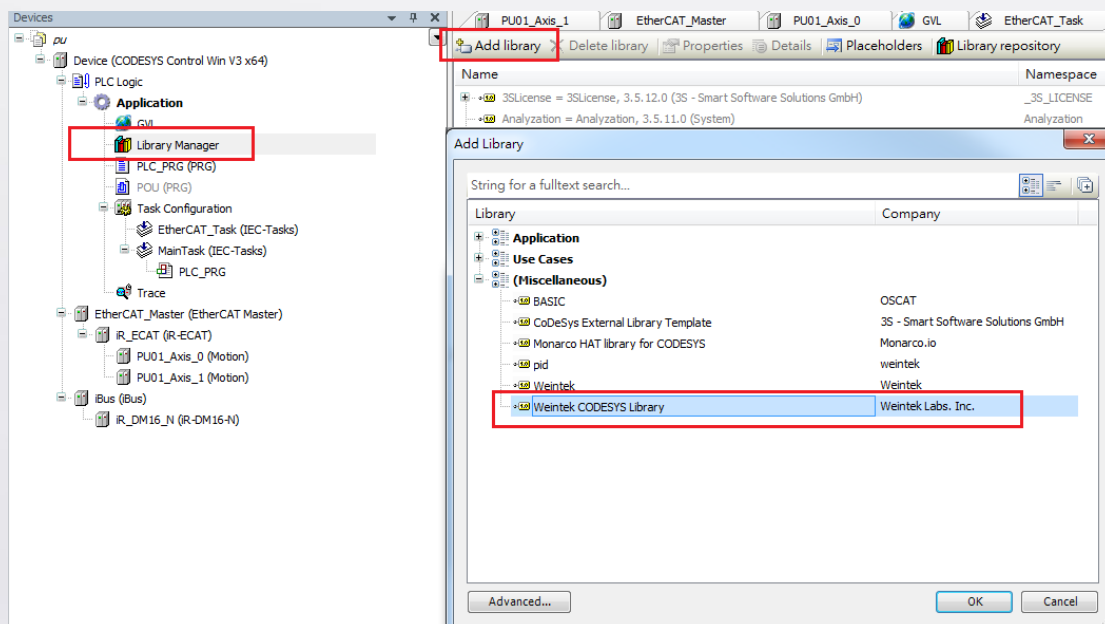 Devices
pu
Device (CODESYS Control Win V3 x64)
PLC Logic
Application
GVL
Library Manager
PLC_PRG (PRG)
POU (PRG)
Task Configuration
EtherCAT_Task (IEC-Tasks)
MainTask (IEC-Tasks)
PLC_PRG
Trace
EtherCAT_Master (EtherCAT Master)
iR_ECAT (iR-ECAT)
PU01_Axis_0 (Motion)
PU01_Axis_1 (Motion)
iBus (iBus)
iR_DM16_N (iR-DM16-N)
PU01_Axis_1 EtherCAT_Master PU01_Axis_0 GVL EtherCAT_Task
Add library Delete library Properties Details Placeholders Library repository
Name Namespace
3SLicense = 3SLicense, 3.5.12.0 (3S - Smart Software Solutions GmbH) _3S_LICENSE
Analyzation = Analyzation, 3.5.11.0 (System) Analyzation
Add Library
String for a fulltext search...
Library Company
Application
Use Cases
(Miscellaneous)
BASIC OSCAT
CoDeSys External Library Template 3S - Smart Software Solutions GmbH
Monarco HAT library for CODESYS Monarco.io
pid weintek
Weintek Weintek
Weintek CODESYS Library Weintek Labs. Inc.
Advanced... OK Cancel